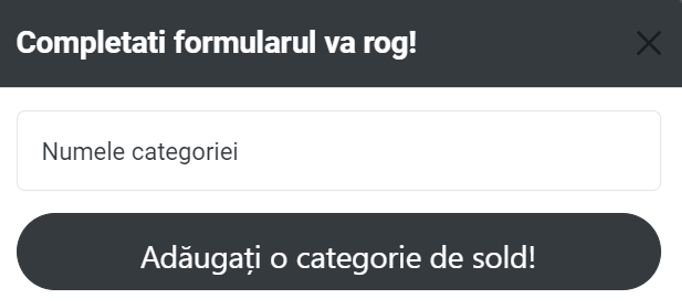 Completati formularul va rog!
Numele categoriei
Adăugați o categorie de sold!